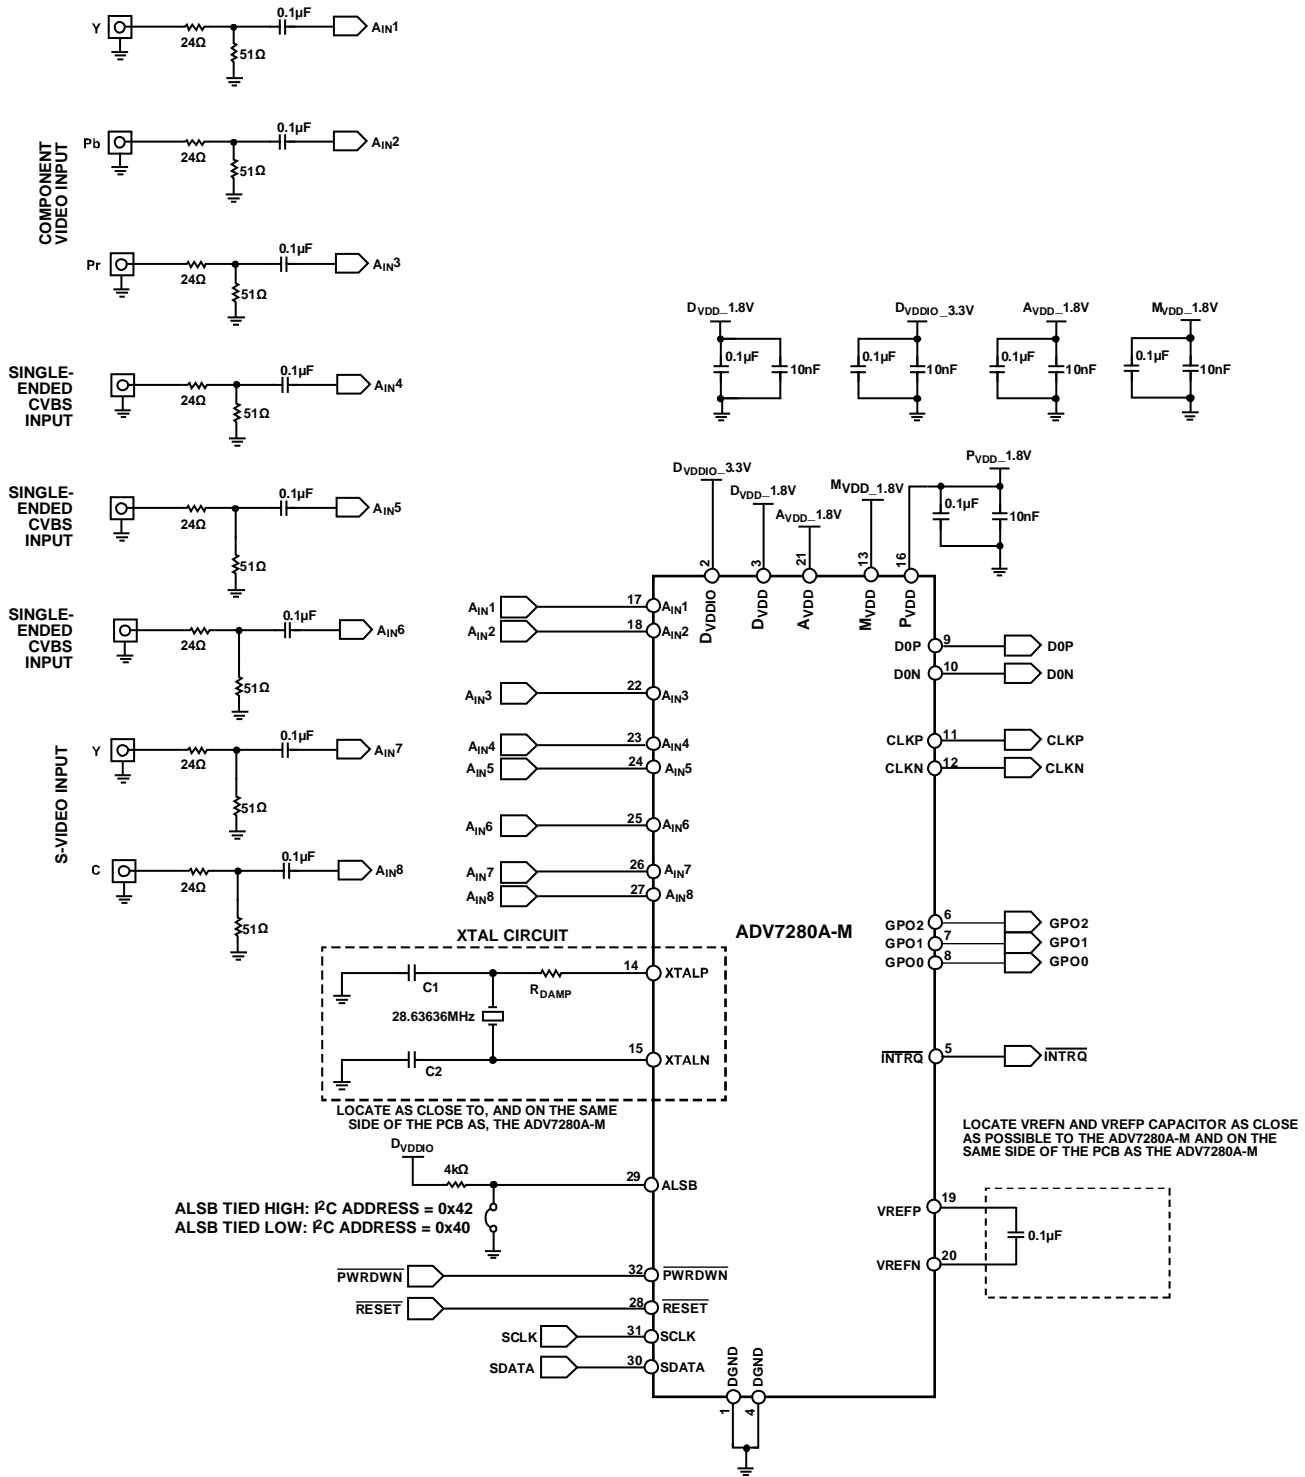 Y
24Ω
51Ω
0.1µF
AIN1
COMPONENT
VIDEO INPUT
Pb
24Ω
51Ω
0.1µF
AIN2
Pr
24Ω
51Ω
0.1µF
AIN3
SINGLE-
ENDED
CVBS
INPUT
24Ω
51Ω
0.1µF
AIN4
SINGLE-
ENDED
CVBS
INPUT
24Ω
51Ω
0.1µF
AIN5
SINGLE-
ENDED
CVBS
INPUT
24Ω
51Ω
0.1µF
AIN6
S-VIDEO INPUT
Y
24Ω
51Ω
0.1µF
AIN7
C
24Ω
51Ω
0.1µF
AIN8
DVDD_1.8V
0.1µF
10nF
DVDDIO_3.3V
0.1µF
10nF
AVDD_1.8V
0.1µF
10nF
MVDD_1.8V
0.1µF
10nF
PVDD_1.8V
0.1µF
10nF
DVDDIO_3.3V
DVDD_1.8V
AVDD_1.8V
MVDD_1.8V
2
3
21
13
16
DVDDIO
DVDD
AVDD
MVDD
PVDD
AIN1 17 AIN1
AIN2 18 AIN2
AIN3 22 AIN3
AIN4 23 AIN4
AIN5 24 AIN5
AIN6 25 AIN6
AIN7 26 AIN7
AIN8 27 AIN8
D0P 9 D0P
D0N 10 D0N
CLKP 11 CLKP
CLKN 12 CLKN
ADV7280A-M
GPO2 6 GPO2
GPO1 7 GPO1
GPO0 8 GPO0
INTRQ 5 INTRQ
XTAL CIRCUIT
C1
RDAMP
14 XTALP
28.63636MHz
C2
15 XTALN
LOCATE AS CLOSE TO, AND ON THE SAME
SIDE OF THE PCB AS, THE ADV7280A-M
LOCATE VREFN AND VREFP CAPACITOR AS CLOSE
AS POSSIBLE TO THE ADV7280A-M AND ON THE
SAME SIDE OF THE PCB AS THE ADV7280A-M
VREFP 19
0.1µF
VREFN 20
DVDDIO
4kΩ
29 ALSB
ALSB TIED HIGH: I2C ADDRESS = 0x42
ALSB TIED LOW: I2C ADDRESS = 0x40
PWRDWN 32 PWRDWN
RESET 28 RESET
SCLK 31 SCLK
SDATA 30 SDATA
DGND
DGND
1
4